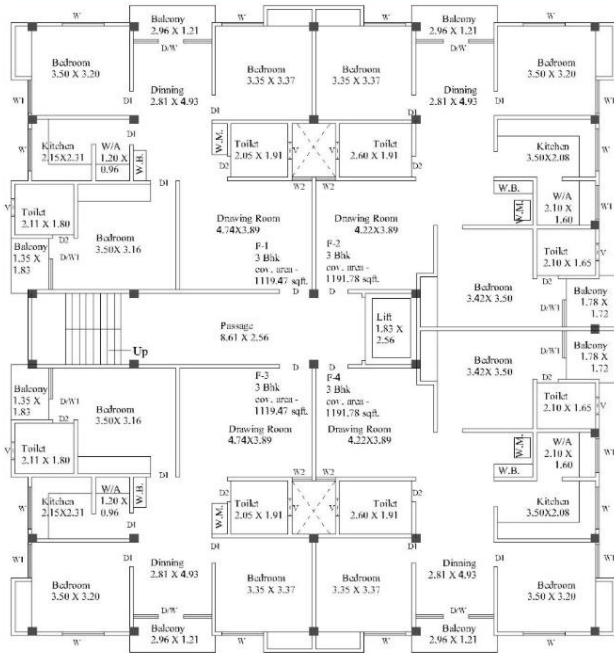 W
Balcony
2.96 X 1.21
D/W
Balcony
2.96 X 1.21
D/W
W
Bedroom
3.50 X 3.20
Dinning
2.81 X 4.93
Bedroom
3.35 X 3.37
Bedroom
3.35 X 3.37
Dinning
2.81 X 4.93
Bedroom
3.50 X 3.20
W1
D1
D1
D1
D1
W1
Kitchen
2.15X2.31
D1
W/A
1.20 X
0.96
W.B.
W.M.
Toilet
2.05 X 1.91
D2
V
V
Toilet
2.60 X 1.91
D2
D1
Kitchen
3.50X2.08
W
W
W2
W2
W.B.
W.M.
W/A
2.10 X
1.60
W1
V
Toilet
2.11 X 1.80
D2
D1
Bedroom
3.50X 3.16
Drawing Room
4.74X3.89
Drawing Room
4.22X3.89
Toilet
2.10 X 1.65
V
Balcony
1.35 X
1.83
D/W1
F-1
3 Bhk
cov. area -
1119.47 sqft.
F-2
3 Bhk
cov. area -
1191.78 sqft.
Bedroom
3.42 X 3.50
D2
D/W1
Balcony
1.78 X
1.72
D
D
Up
Passage
8.61 X 2.56
Lift
1.83 X
2.56
Bedroom
3.42X 3.50
D/W1
Balcony
1.78 X
1.72
D
D
Balcony
1.35 X
1.83
D/W1
Bedroom
3.50X 3.16
F-3
3 Bhk
cov. area -
1119.47 sqft.
F-4
3 Bhk
cov. area -
1191.78 sqft.
D2
Toilet
2.10 X 1.65
V
V
Toilet
2.11 X 1.80
D2
Drawing Room
4.74X3.89
Drawing Room
4.22X3.89
W.M.
W.B.
W/A
2.10 X
1.60
W1
D1
W2
W2
W
Kitchen
2.15X2.31
W/A
1.20 X
0.96
W.B.
D1
D2
W.M.
Toilet
2.05 X 1.91
V
V
Toilet
2.60 X 1.91
D2
Kitchen
3.50X2.08
D1
W
W1
D1
D1
D1
D1
W1
Bedroom
3.50 X 3.20
Dinning
2.81 X 4.93
Bedroom
3.35 X 3.37
Bedroom
3.35 X 3.37
Dinning
2.81 X 4.93
Bedroom
3.50 X 3.20
W
D/W
Balcony
2.96 X 1.21
W
W
D/W
Balcony
2.96 X 1.21
W